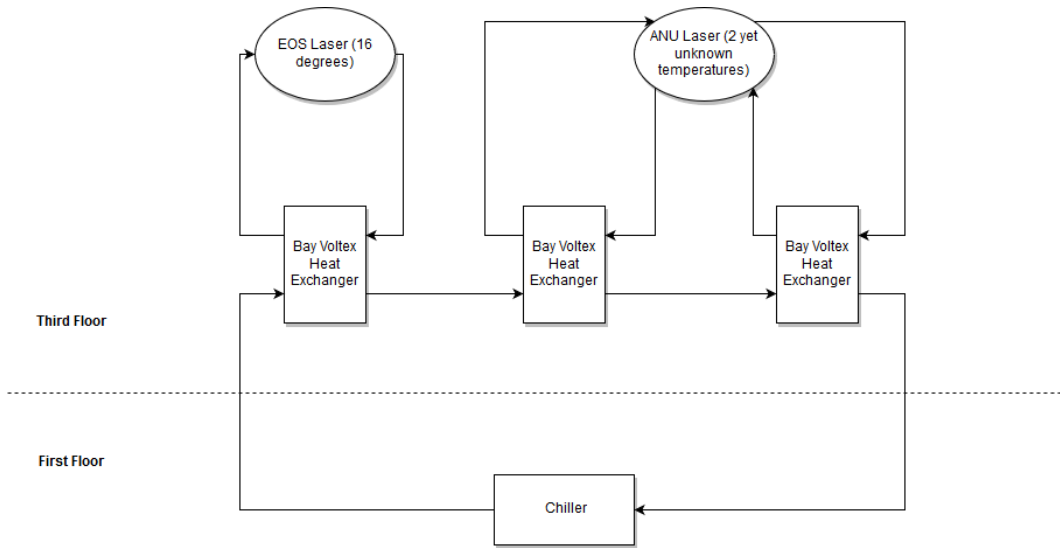 EOS Laser (16
degrees)
ANU Laser (2 yet
unknown
temperatures)
Bay Voltex
Heat
Exchanger
Bay Voltex
Heat
Exchanger
Bay Voltex
Heat
Exchanger
Third Floor
First Floor
Chiller